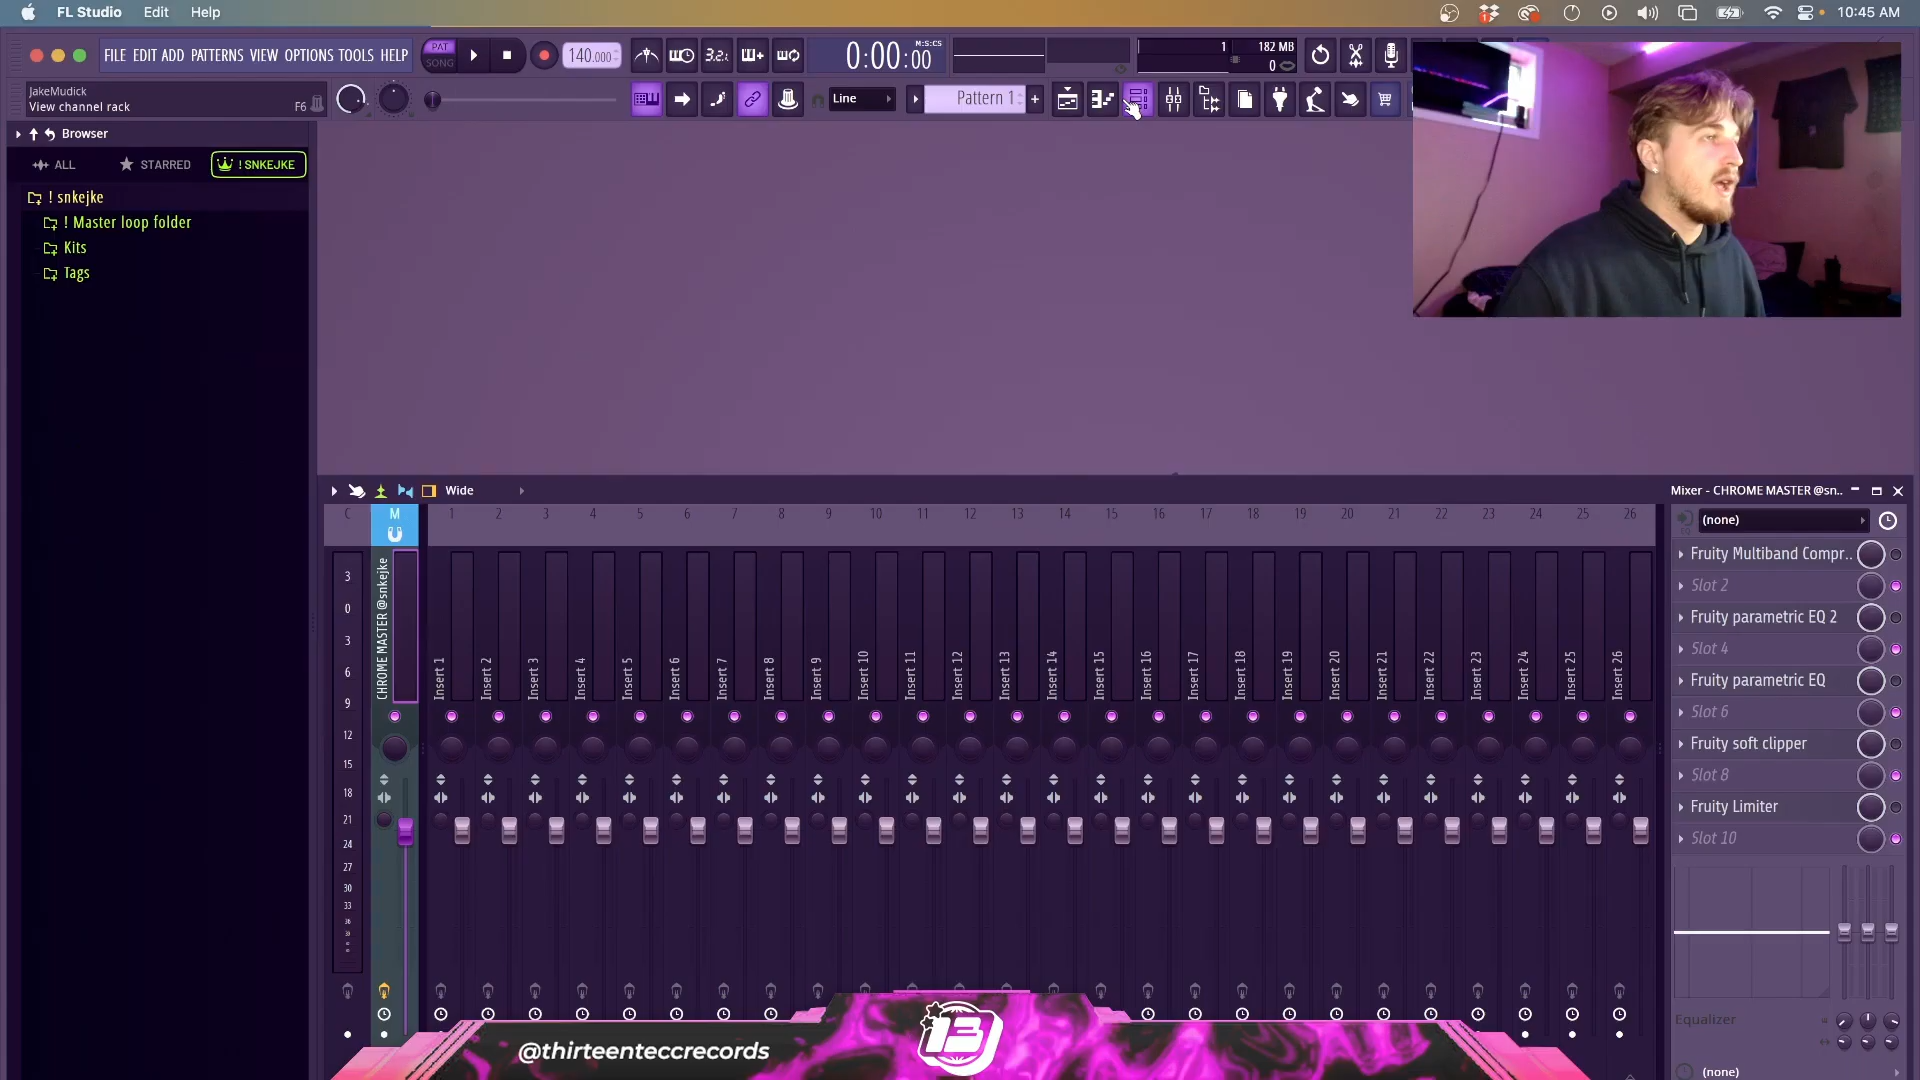 FL Studio Edit Help 10:45 AM
FILE EDIT ADD PATTERNS VIEW OPTIONS TOOLS HELP
PAT
SONG
140.000
3.2.
0:00:00
M:S:CS
1
182 MB
0
JakeMudick
View channel rack
F6
Line
Pattern 1
Browser
ALL STARRED ! SNKEJKE
! snkejke
! Master loop folder
Kits
Tags
Wide
Mixer - CHROME MASTER @sn..
C M 1 2 3 4 5 6 7 8 9 10 11 12 13 14 15 16 17 18 19 20 21 22 23 24 25 26
(none)
3
0
3
6
9
12
15
18
21
24
27
30
33
CHROME MASTER @snkejke
Insert 1
Insert 2
Insert 3
Insert 4
Insert 5
Insert 6
Insert 7
Insert 8
Insert 9
Insert 10
Insert 11
Insert 12
Insert 13
Insert 14
Insert 15
Insert 16
Insert 17
Insert 18
Insert 19
Insert 20
Insert 21
Insert 22
Insert 23
Insert 24
Insert 25
Insert 26
Fruity Multiband Compr..
Slot 2
Fruity parametric EQ 2
Slot 4
Fruity parametric EQ
Slot 6
Fruity soft clipper
Slot 8
Fruity Limiter
Slot 10
Equalizer
(none)
@thirteenteccrecords
13